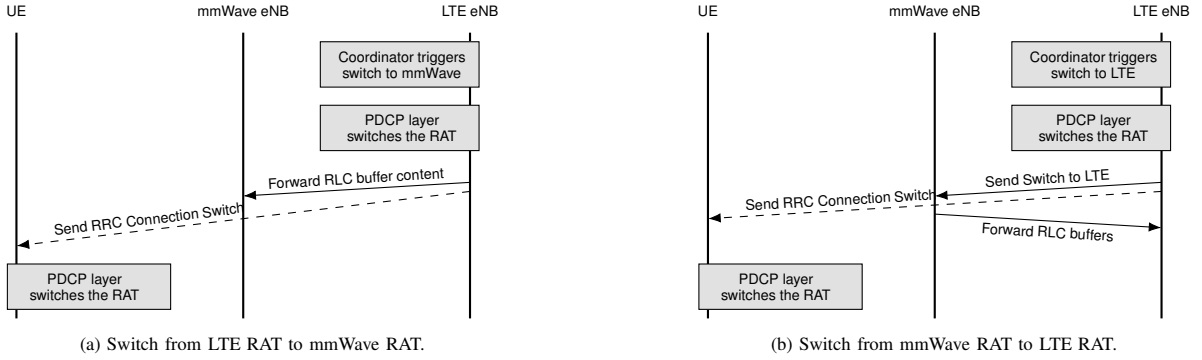 UE
mmWave eNB
LTE eNB
Coordinator triggers
switch to mmWave
PDCP layer
switches the RAT
Forward RLC buffer content
Send RRC Connection Switch
PDCP layer
switches the RAT
(a) Switch from LTE RAT to mmWave RAT.
UE
mmWave eNB
LTE eNB
Coordinator triggers
switch to LTE
PDCP layer
switches the RAT
Send Switch to LTE
Send RRC Connection Switch
Forward RLC buffers
PDCP layer
switches the RAT
(b) Switch from mmWave RAT to LTE RAT.